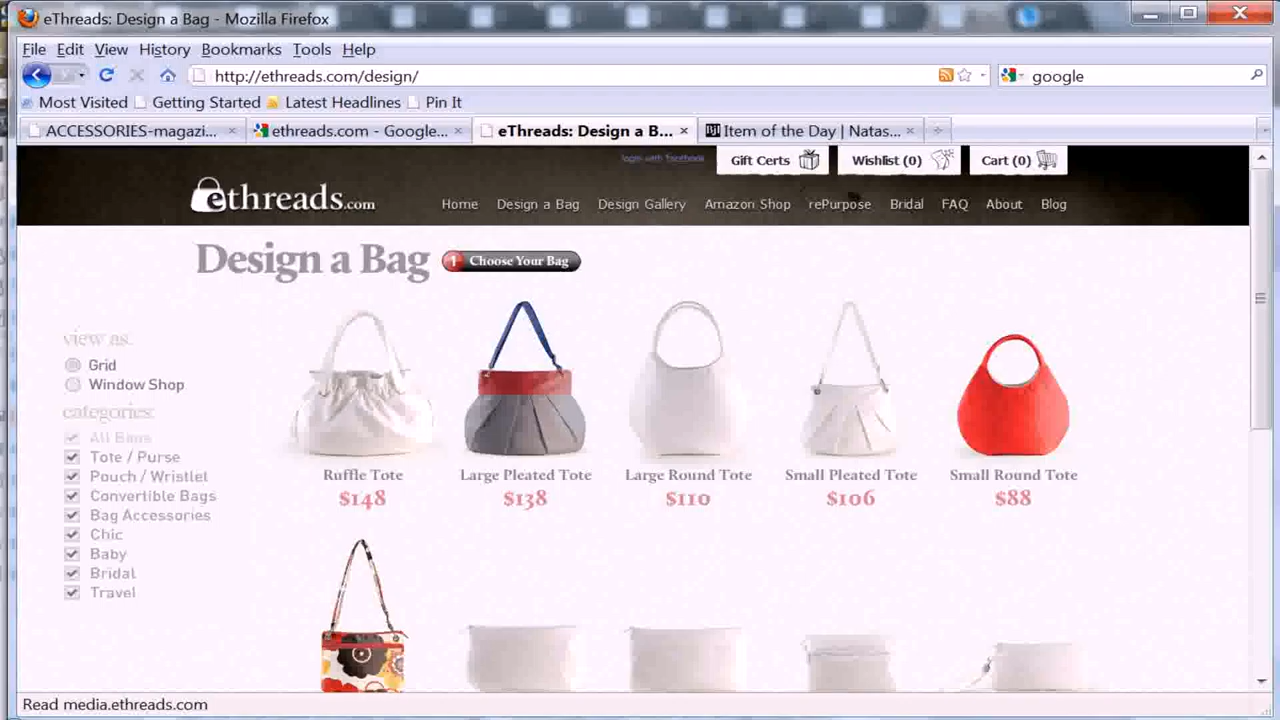 eThreads: Design a Bag - Mozilla Firefox
File Edit View History Bookmarks Tools Help
http://ethreads.com/design/
google
Most Visited Getting Started Latest Headlines Pin It
ACCESSORIES-magazi...
ethreads.com - Google...
eThreads: Design a B...
Item of the Day | Natas...
login with facebook
Gift Certs
Wishlist (0)
Cart (0)
ethreads.com
Home Design a Bag Design Gallery Amazon Shop rePurpose Bridal FAQ About Blog
Design a Bag
1 Choose Your Bag
view as:
Grid
Window Shop
categories:
All Bags
Tote / Purse
Pouch / Wristlet
Convertible Bags
Bag Accessories
Chic
Baby
Bridal
Travel
Ruffle Tote
$148
Large Pleated Tote
$138
Large Round Tote
$110
Small Pleated Tote
$106
Small Round Tote
$88
Read media.ethreads.com